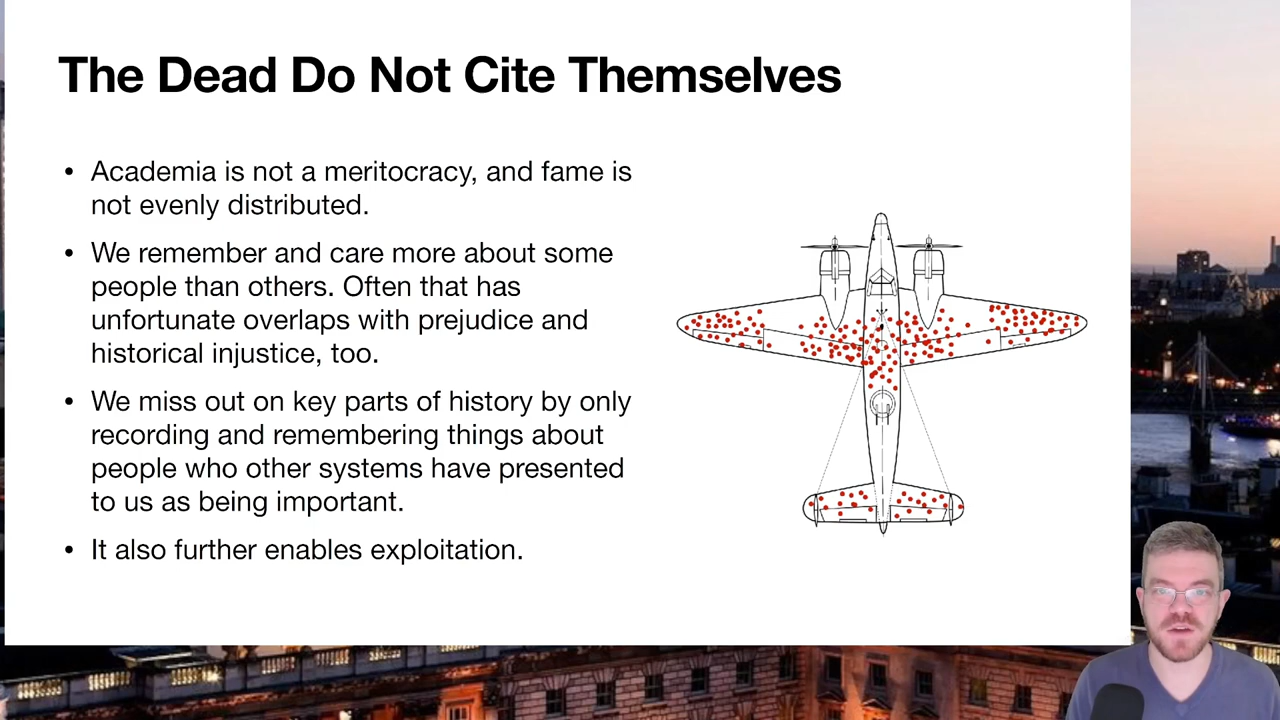 The Dead Do Not Cite Themselves
• Academia is not a meritocracy, and fame is
not evenly distributed.
• We remember and care more about some
people than others. Often that has
unfortunate overlaps with prejudice and
historical injustice, too.
• We miss out on key parts of history by only
recording and remembering things about
people who other systems have presented
to us as being important.
• It also further enables exploitation.